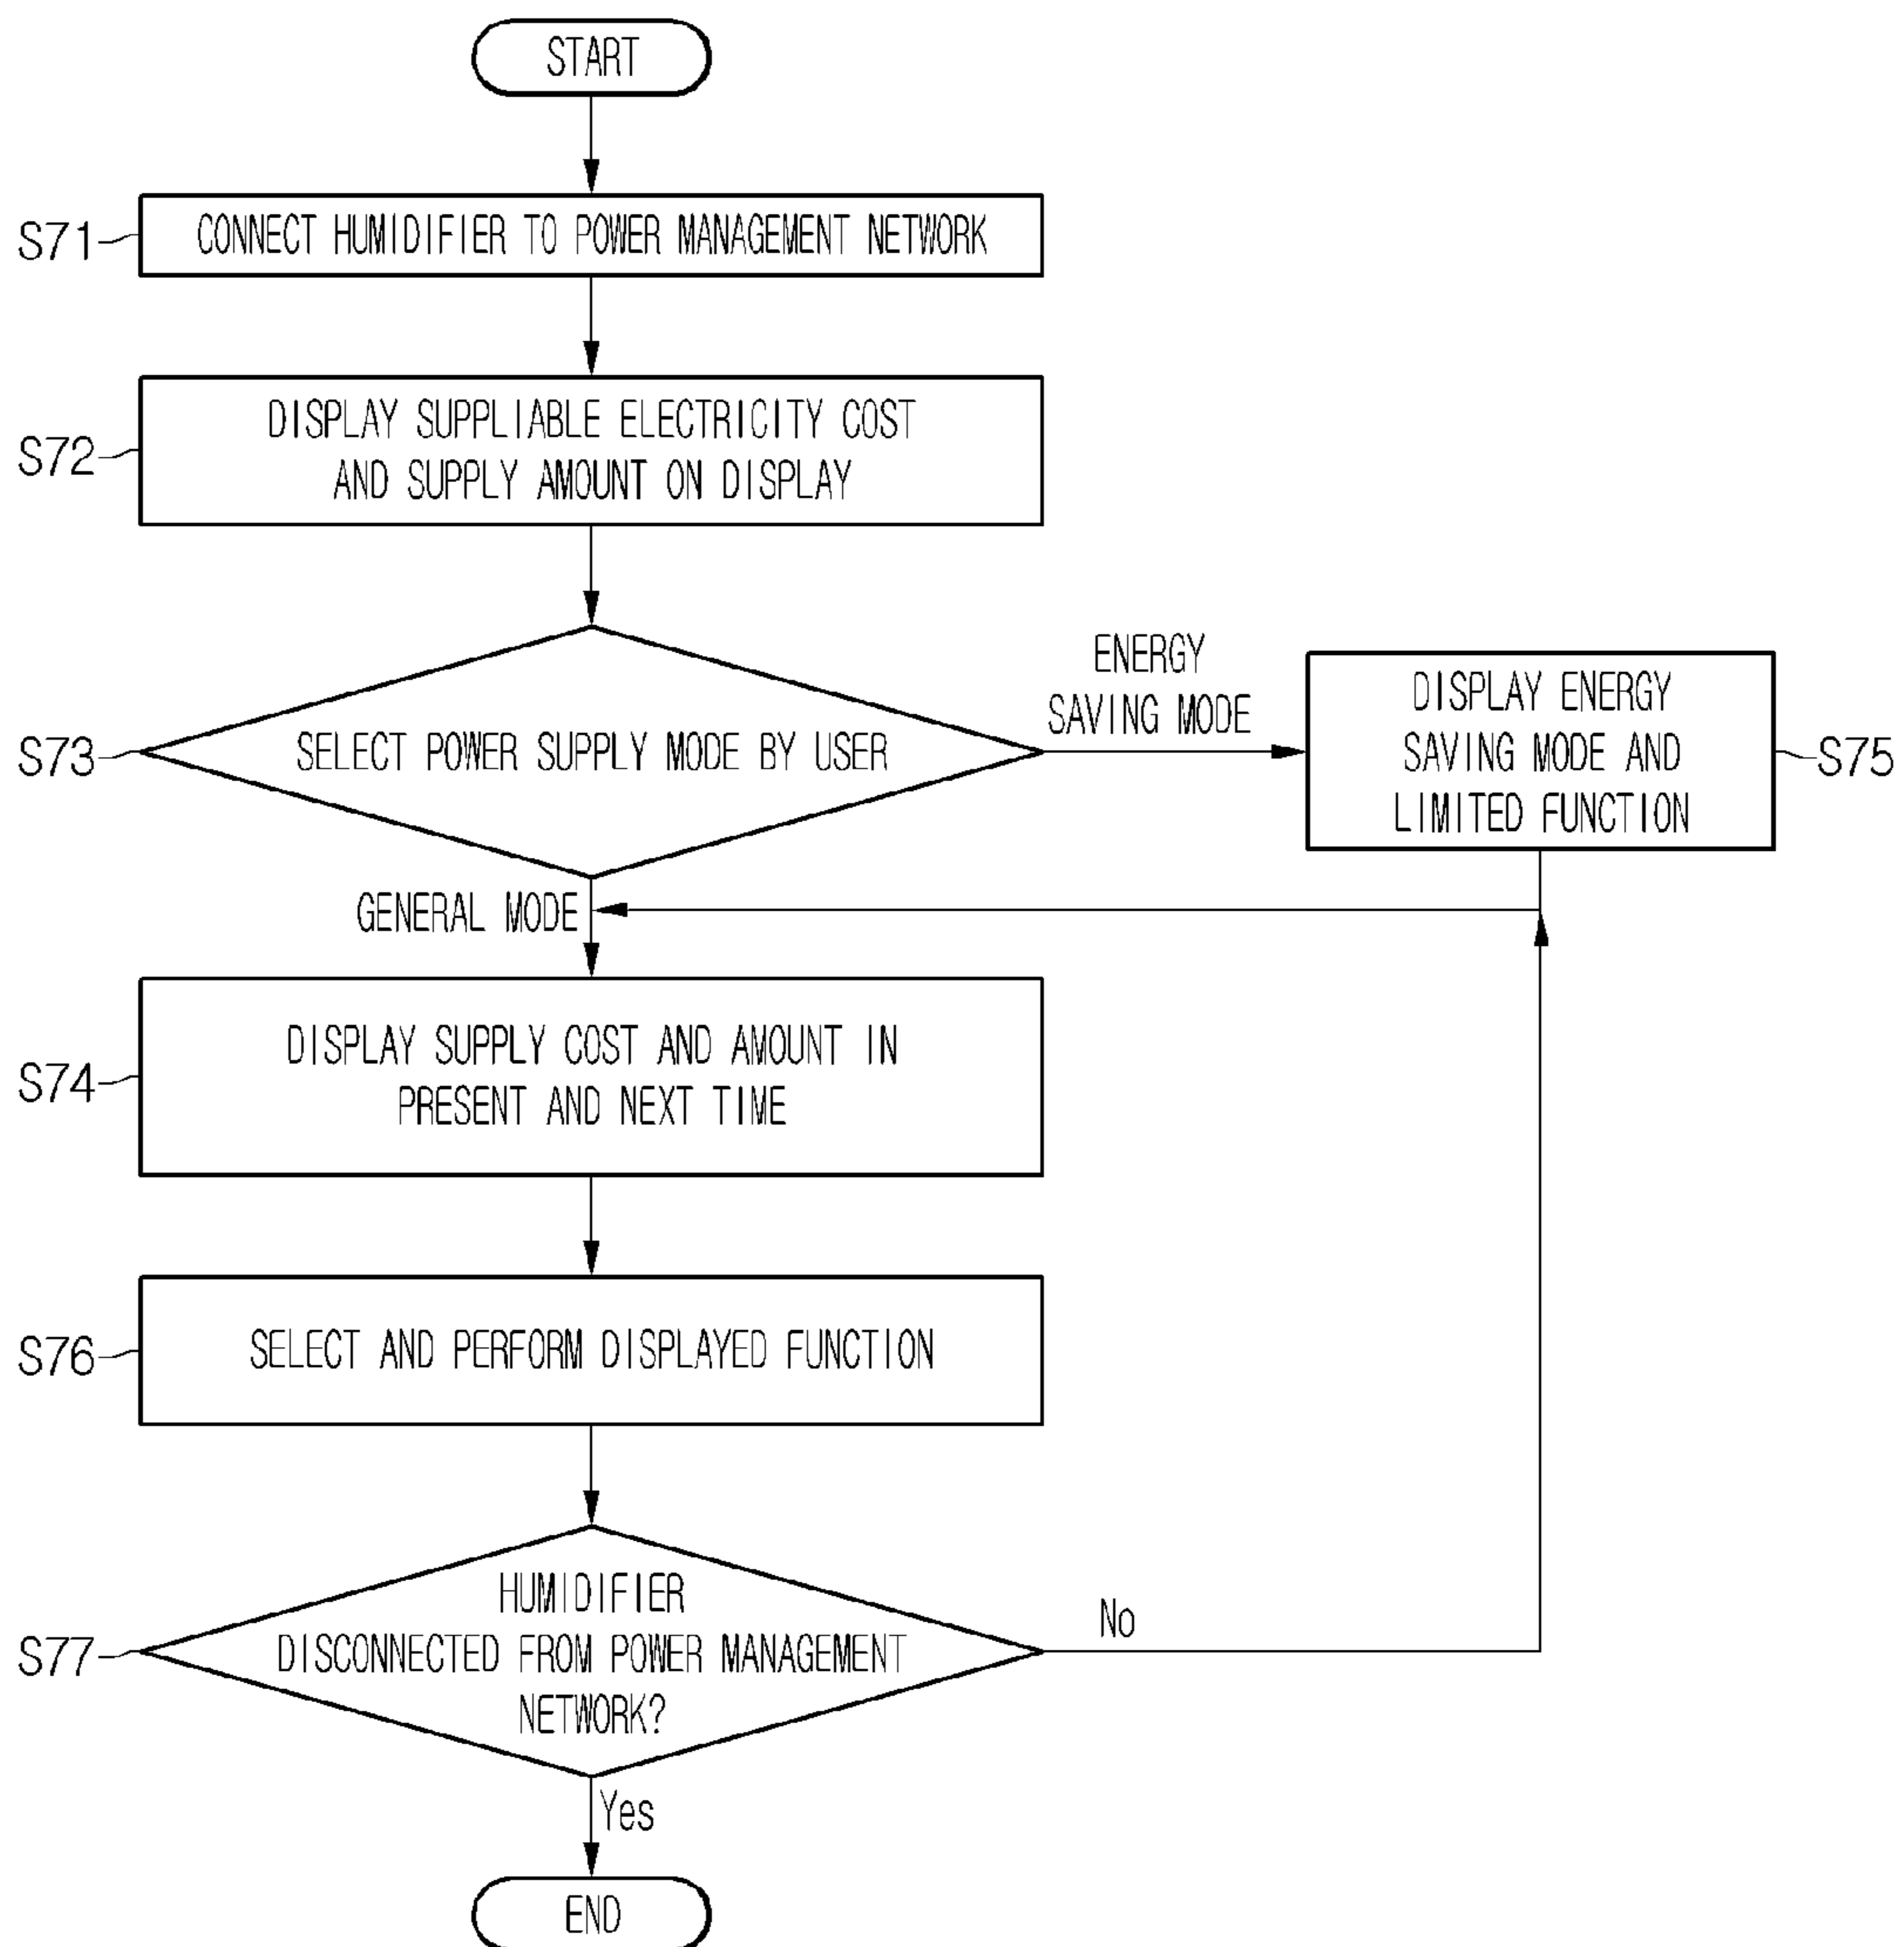 START
S71
CONNECT HUMIDIFIER TO POWER MANAGEMENT NETWORK
S72
DISPLAY SUPPLIABLE ELECTRICITY COST
AND SUPPLY AMOUNT ON DISPLAY
S73
SELECT POWER SUPPLY MODE BY USER
ENERGY
SAVING MODE
DISPLAY ENERGY
SAVING MODE AND
LIMITED FUNCTION
S75
GENERAL MODE
S74
DISPLAY SUPPLY COST AND AMOUNT IN
PRESENT AND NEXT TIME
S76
SELECT AND PERFORM DISPLAYED FUNCTION
S77
HUMIDIFIER
DISCONNECTED FROM POWER MANAGEMENT
NETWORK?
No
Yes
END